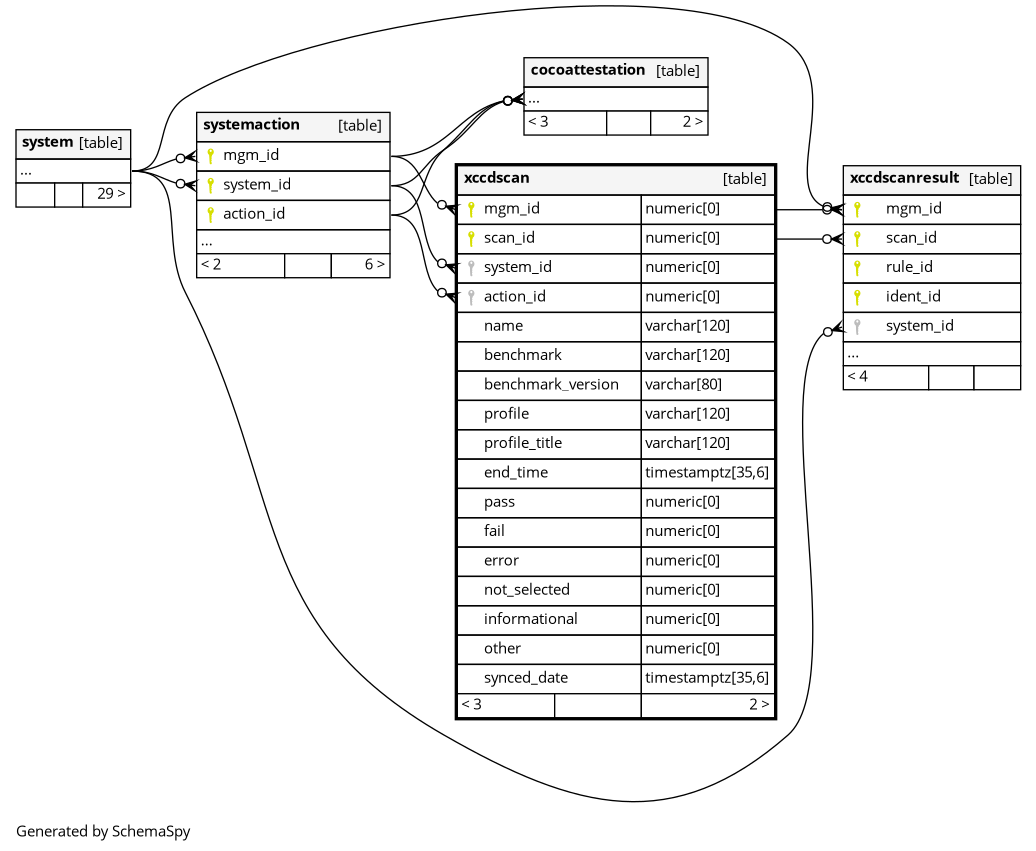 system [table]
...
29 >
systemaction [table]
mgm_id
system_id
action_id
...
< 2 6 >
cocoattestation [table]
...
< 3 2 >
xccdscan [table]
mgm_id numeric[0]
scan_id numeric[0]
system_id numeric[0]
action_id numeric[0]
name varchar[120]
benchmark varchar[120]
benchmark_version varchar[80]
profile varchar[120]
profile_title varchar[120]
end_time timestamptz[35,6]
pass numeric[0]
fail numeric[0]
error numeric[0]
not_selected numeric[0]
informational numeric[0]
other numeric[0]
synced_date timestamptz[35,6]
< 3 2 >
xccdscanresult [table]
mgm_id
scan_id
rule_id
ident_id
system_id
...
< 4
Generated by SchemaSpy